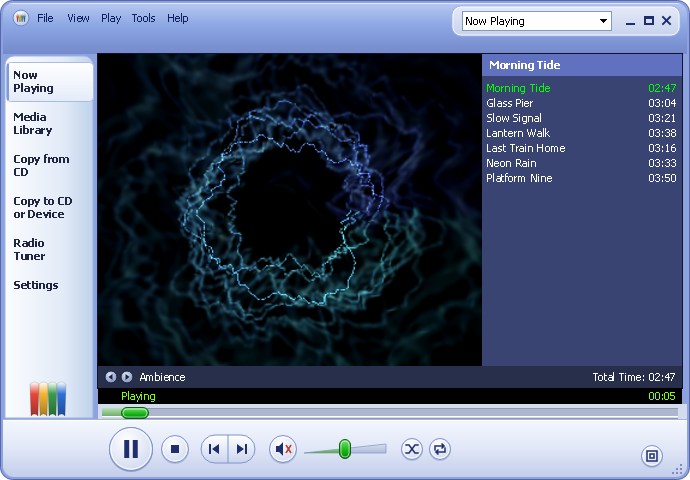 File View Play Tools Help
Now Playing
Now
Playing
Media
Library
Copy from
CD
Copy to CD
or Device
Radio
Tuner
Settings
Morning Tide
Morning Tide 02:47
Glass Pier 03:04
Slow Signal 03:21
Lantern Walk 03:38
Last Train Home 03:16
Neon Rain 03:33
Platform Nine 03:50
Ambience Total Time: 02:47
Playing 00:05